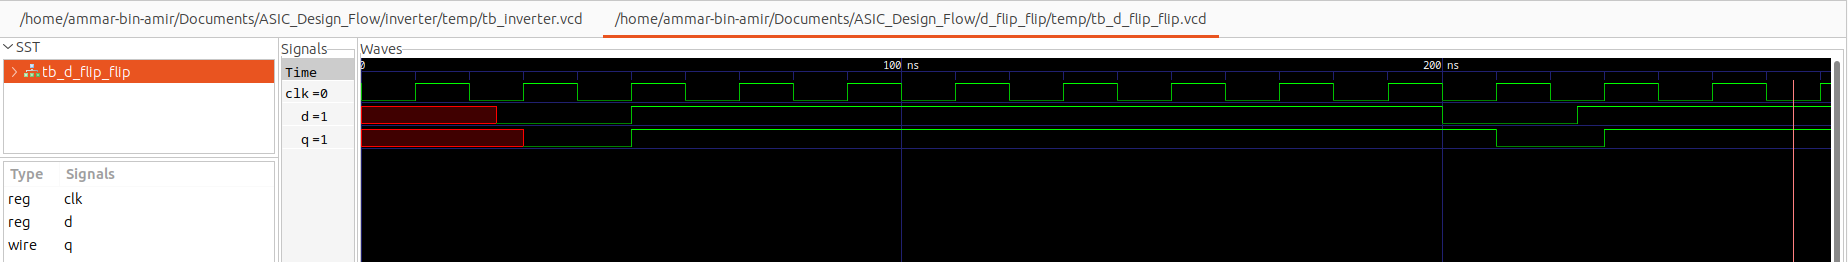 /home/ammar-bin-amir/Documents/ASIC_Design_Flow/inverter/temp/tb_inverter.vcd /home/ammar-bin-amir/Documents/ASIC_Design_Flow/d_flip_flip/temp/tb_d_flip_flip.vcd
SST
tb_d_flip_flip
Type Signals
reg clk
reg d
wire q
Signals
Time
clk=0
d=1
q=1
Waves
0 100 ns 200 ns